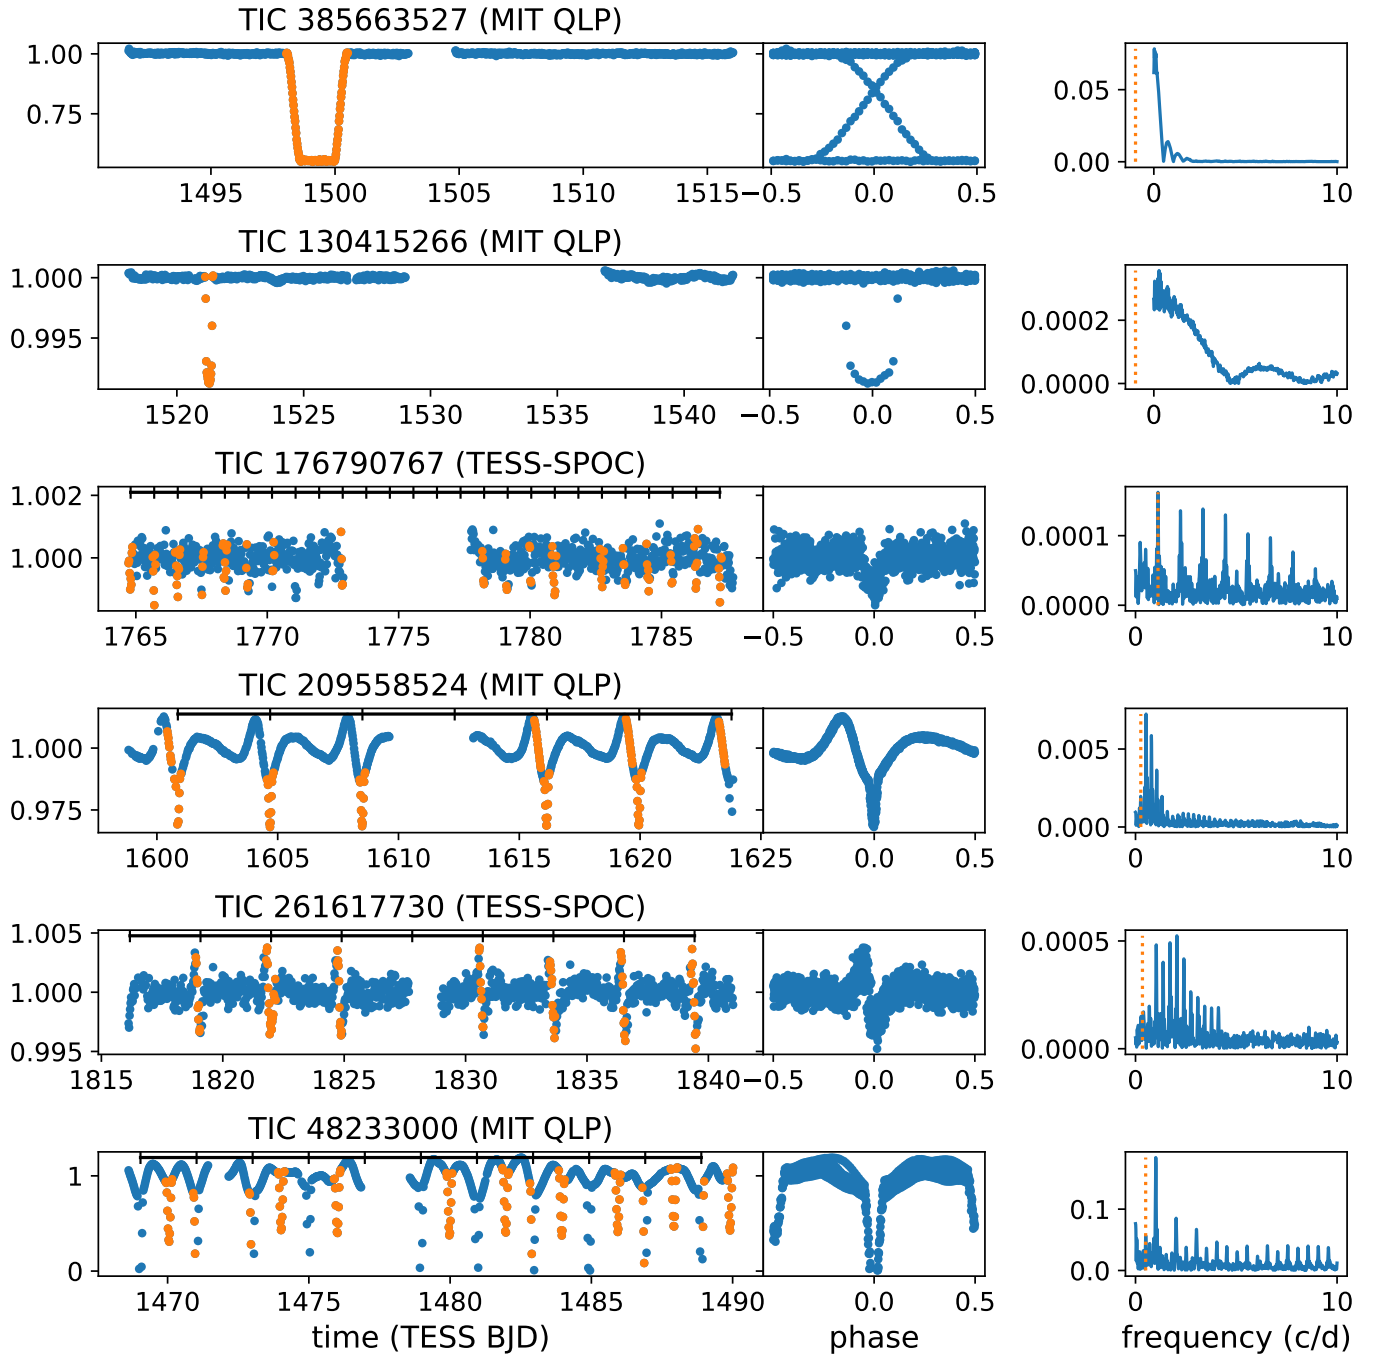 TIC 385663527 (MIT QLP)
1.00
0.75
1495 1500 1505 1510 1515 −0.5 0.0 0.5
0.05
0.00
0 10
TIC 130415266 (MIT QLP)
1.000
0.995
1520 1525 1530 1535 1540 −0.5 0.0 0.5
0.0002
0.0000
0 10
TIC 176790767 (TESS-SPOC)
1.002
1.000
1765 1770 1775 1780 1785 −0.5 0.0 0.5
0.0001
0.0000
0 10
TIC 209558524 (MIT QLP)
1.000
0.975
1600 1605 1610 1615 1620 1625 0.0 0.5
0.005
0.000
0 10
TIC 261617730 (TESS-SPOC)
1.005
1.000
0.995
1815 1820 1825 1830 1835 1840 −0.5 0.0 0.5
0.0005
0.0000
0 10
TIC 48233000 (MIT QLP)
1
0
1470 1475 1480 1485 1490 0.0 0.5
0.1
0.0
0 10
time (TESS BJD) phase frequency (c/d)